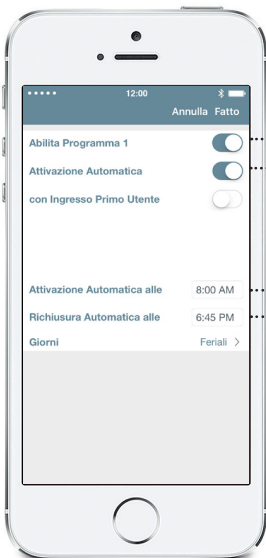 12:00
Annulla Fatto
Abilita Programma 1
Attivazione Automatica
con Ingresso Primo Utente
Attivazione Automatica alle 8:00 AM
Richiusura Automatica alle 6:45 PM
Giorni Feriali >